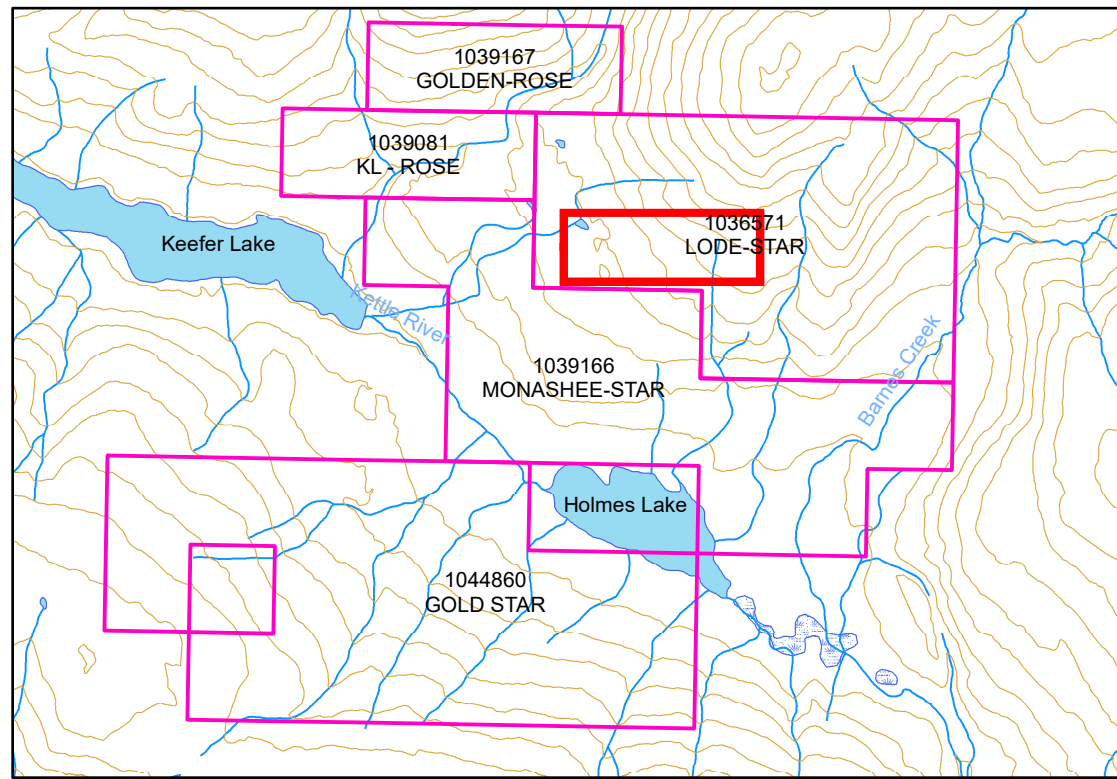 1039167
GOLDEN-ROSE
1039081
KL - ROSE
1036571
LODE-STAR
Keefer Lake
Kettle River
1039166
MONASHEE-STAR
Barnes Creek
Holmes Lake
1044860
GOLD STAR